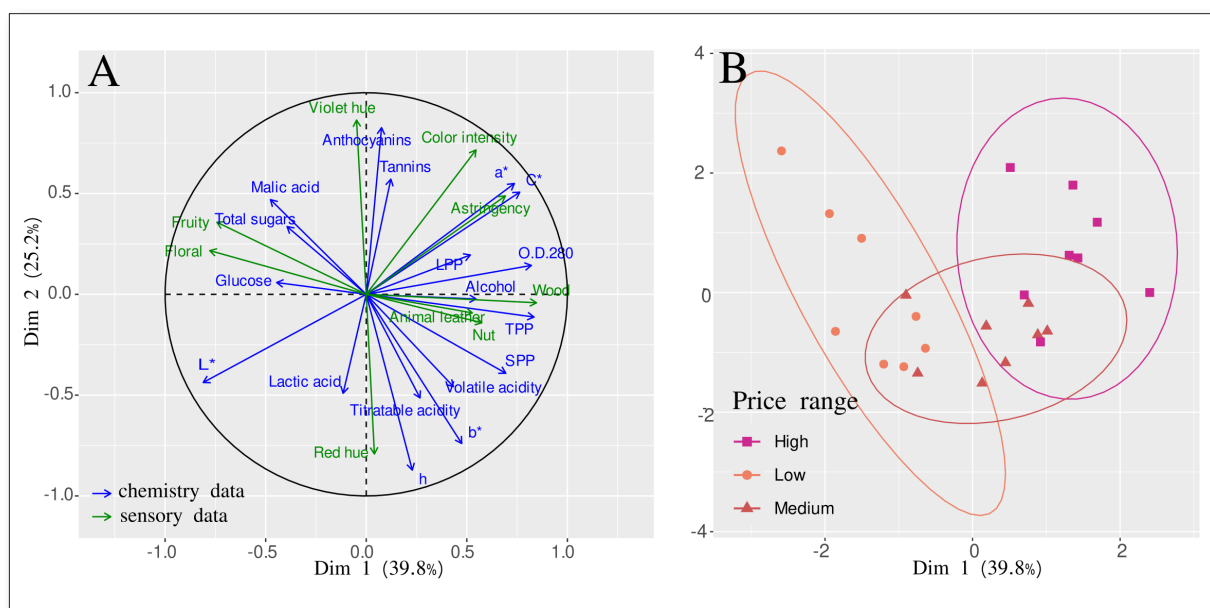 A
1.0
0.5
0.0
-0.5
-1.0
Dim 2 (25.2%)
Violet hue
Anthocyanins
Color intensity
Tannins
a*
C*
Malic acid
Astringency
Fruity
Total sugars
Floral
LPP
O.D.280
Glucose
Alcohol
Wood
Animal leather
TPP
Nut
L*
SPP
Lactic acid
Volatile acidity
Titratable acidity
b*
Red hue
h
chemistry data
sensory data
-1.0
-0.5
0.0
0.5
1.0
Dim 1 (39.8%)
B
4
2
0
-2
-4
Price range
High
Low
Medium
-2
0
2
Dim 1 (39.8%)